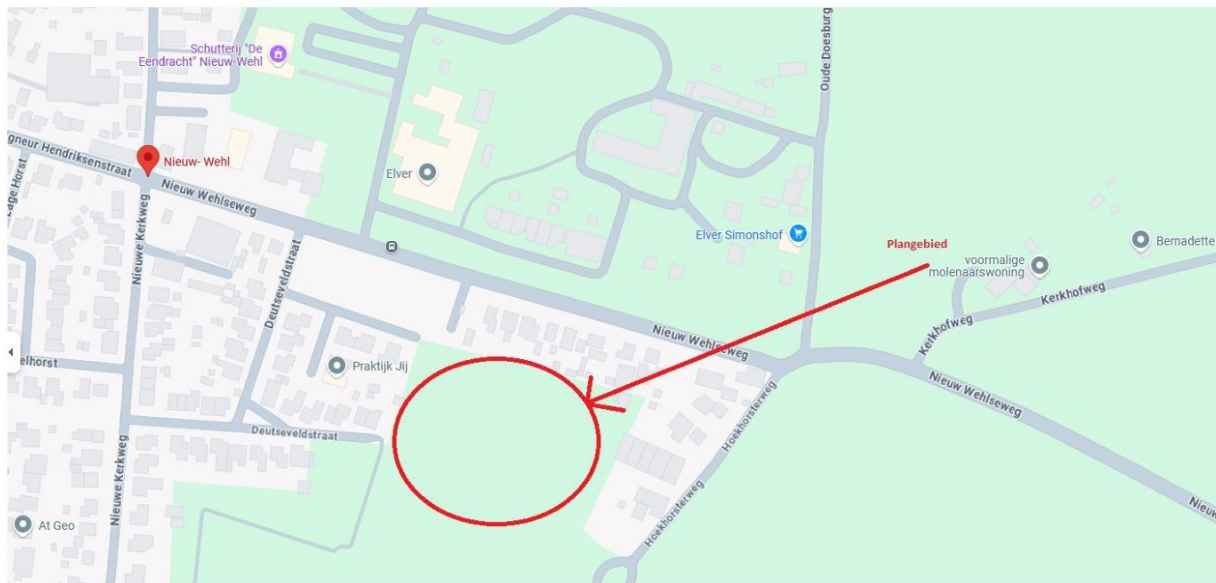 Schutterij "De
Eendracht" Nieuw-Wehl
Oude Doesburg
gneur Hendriksenstraat
Nieuw- Wehl
Nieuw Wehlseweg
Elver
Elver Simonshof
Plangebied
Bernadette
voormalige
molenaarswoning
Kerkhofweg
Kerkhofweg
Nieuwe Kerkweg
Deutseveldstraat
Nieuw Wehlseweg
Praktijk Jij
Nieuw Wehlseweg
elhorst
Deutseveldstraat
Hoekhorsterweg
Nieuwe Kerkweg
Hoekhorsterweg
At Geo
Nieuw